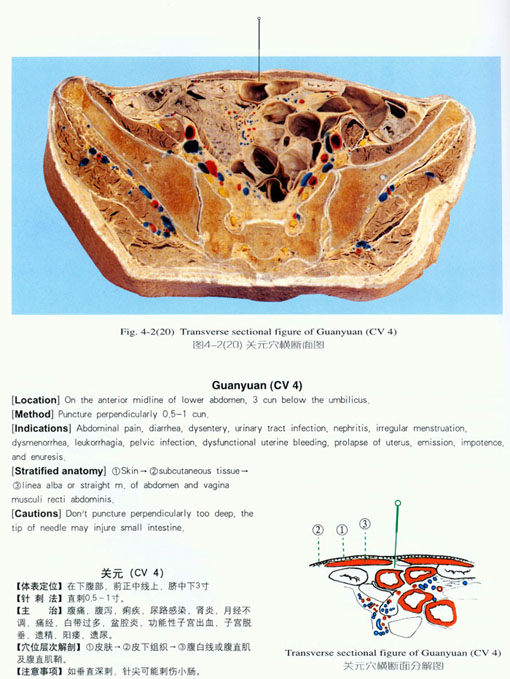 Fig. 4-2(20) Transverse sectional figure of Guanyuan (CV 4)
图4-2(20) 关元穴横断面图
Guanyuan (CV 4)
[Location] On the anterior midline of lower abdomen, 3 cun below the umbilicus.
[Method] Puncture perpendicularly 0.5-1 cun.
[Indications] Abdominal pain, diarrhea, dysentery, urinary tract infection, nephritis, irregular menstruation,
dysmenorrhea, leukorrhagia, pelvic infection, dysfunctional uterine bleeding, prolapse of uterus, emission, impotence,
and enuresis.
[Stratified anatomy] ①Skin→②subcutaneous tissue→
③linea alba or straight m. of abdomen and vagina
musculi recti abdominis.
[Cautions] Don't puncture perpendicularly too deep, the
tip of needle may injure small intestine.
关元 (CV 4)
【体表定位】在下腹部，前正中线上，脐中下3寸
【针刺法】直刺0.5-1寸。
【主治】腹痛，腹泻，痢疾，尿路感染，肾炎，月经不
调，痛经，白带过多，盆腔炎，功能性子宫出血，子宫脱
垂，遗精，阳痿，遗尿。
【穴位层次解剖】①皮肤→②皮下组织→③腹白线或腹直肌
及腹直肌鞘。
【注意事项】如垂直深刺，针尖可能刺伤小肠。
② ① ③
Transverse sectional figure of Guanyuan (CV 4)
关元穴横断面分解图